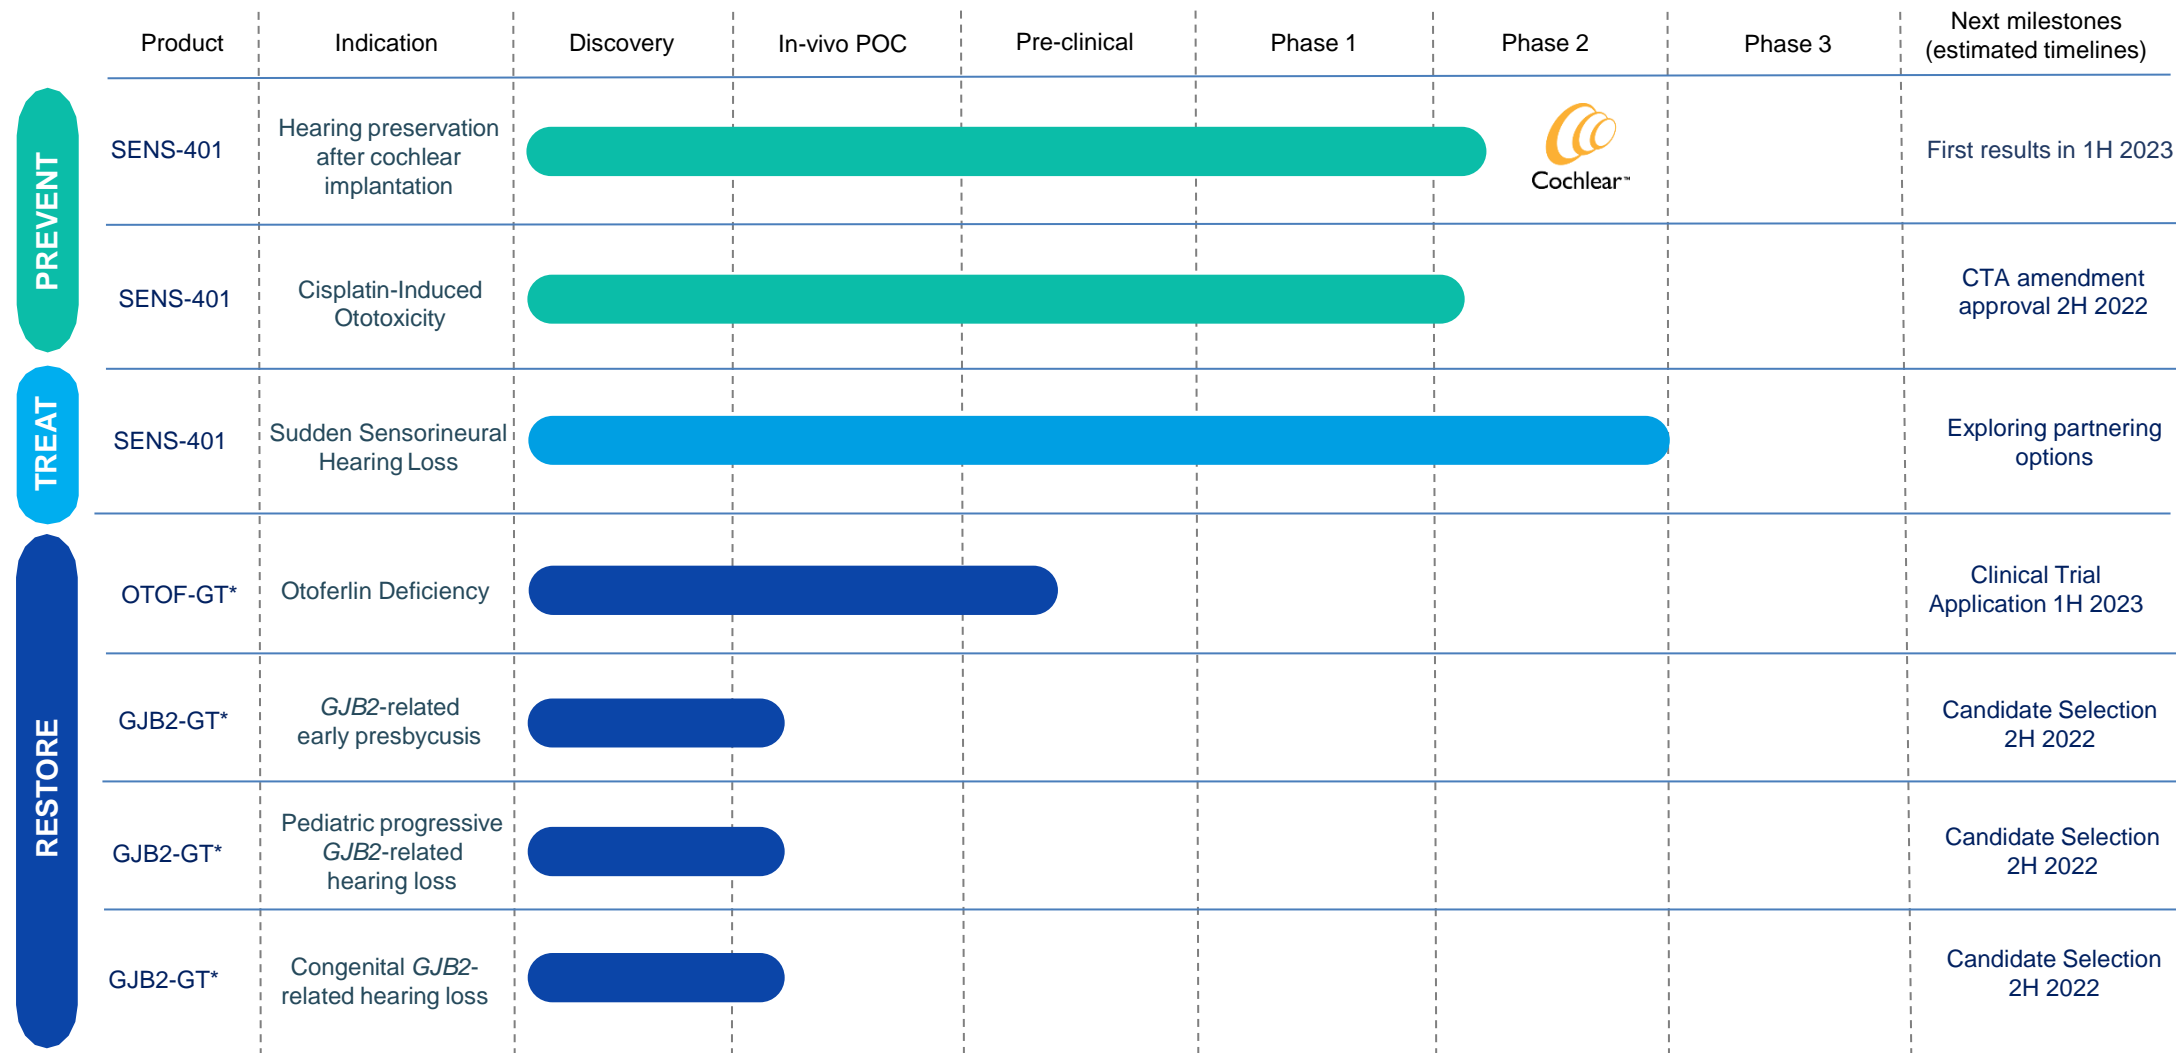 Product
Indication
Discovery
In-vivo POC
Pre-clinical
Phase 1
Phase 2
Phase 3
Next milestones
(estimated timelines)
PREVENT
SENS-401
Hearing preservation
after cochlear
implantation
Cochlear™
First results in 1H 2023
SENS-401
Cisplatin-Induced
Ototoxicity
CTA amendment
approval 2H 2022
TREAT
SENS-401
Sudden Sensorineural
Hearing Loss
Exploring partnering
options
RESTORE
OTOF-GT*
Otoferlin Deficiency
Clinical Trial
Application 1H 2023
GJB2-GT*
GJB2-related
early presbycusis
Candidate Selection
2H 2022
GJB2-GT*
Pediatric progressive
GJB2-related
hearing loss
Candidate Selection
2H 2022
GJB2-GT*
Congenital GJB2-
related hearing loss
Candidate Selection
2H 2022